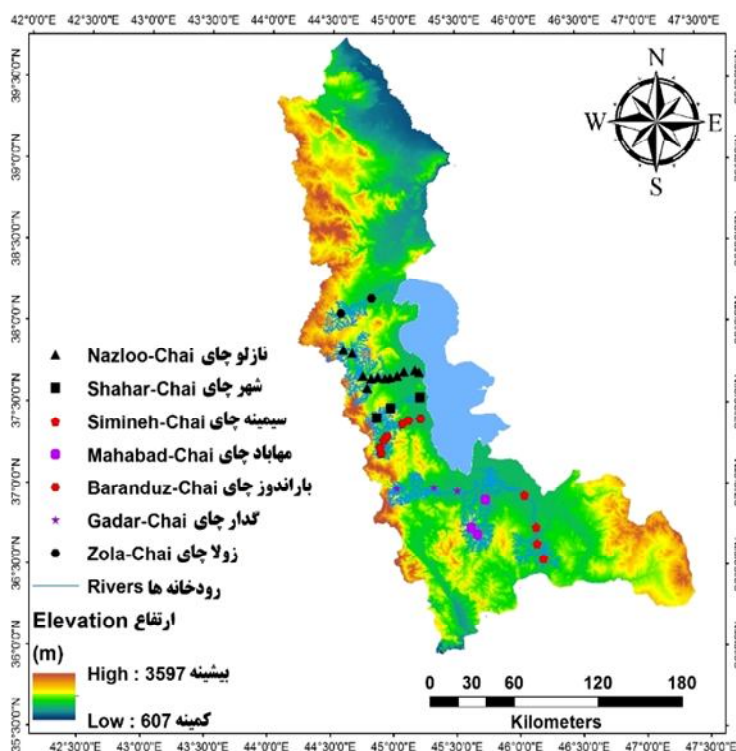 42°0'0"E 42°30'0"E 43°0'0"E 43°30'0"E 44°0'0"E 44°30'0"E 45°0'0"E 45°30'0"E 46°0'0"E 46°30'0"E 47°0'0"E 47°30'0"E
39°30'0"N
39°0'0"N
38°30'0"N
38°0'0"N
37°30'0"N
37°0'0"N
36°30'0"N
36°0'0"N
35°30'0"N
N
W E
S
Nazloo-Chai نازلو چای
Shahar-Chai شهر چای
Simineh-Chai سیمینه چای
Mahabad-Chai مهاباد چای
Baranduz-Chai باراندوز چای
Gadar-Chai گدار چای
Zola-Chai زولا چای
Rivers رودخانه ها
Elevation ارتفاع
(m)
High : 3597 بیشینه
Low : 607 کمینه
0 20 40 60 120 180
Kilometers
42°30'0"E 43°0'0"E 43°30'0"E 44°0'0"E 44°30'0"E 45°0'0"E 45°30'0"E 46°0'0"E 46°30'0"E 47°0'0"E 47°30'0"E